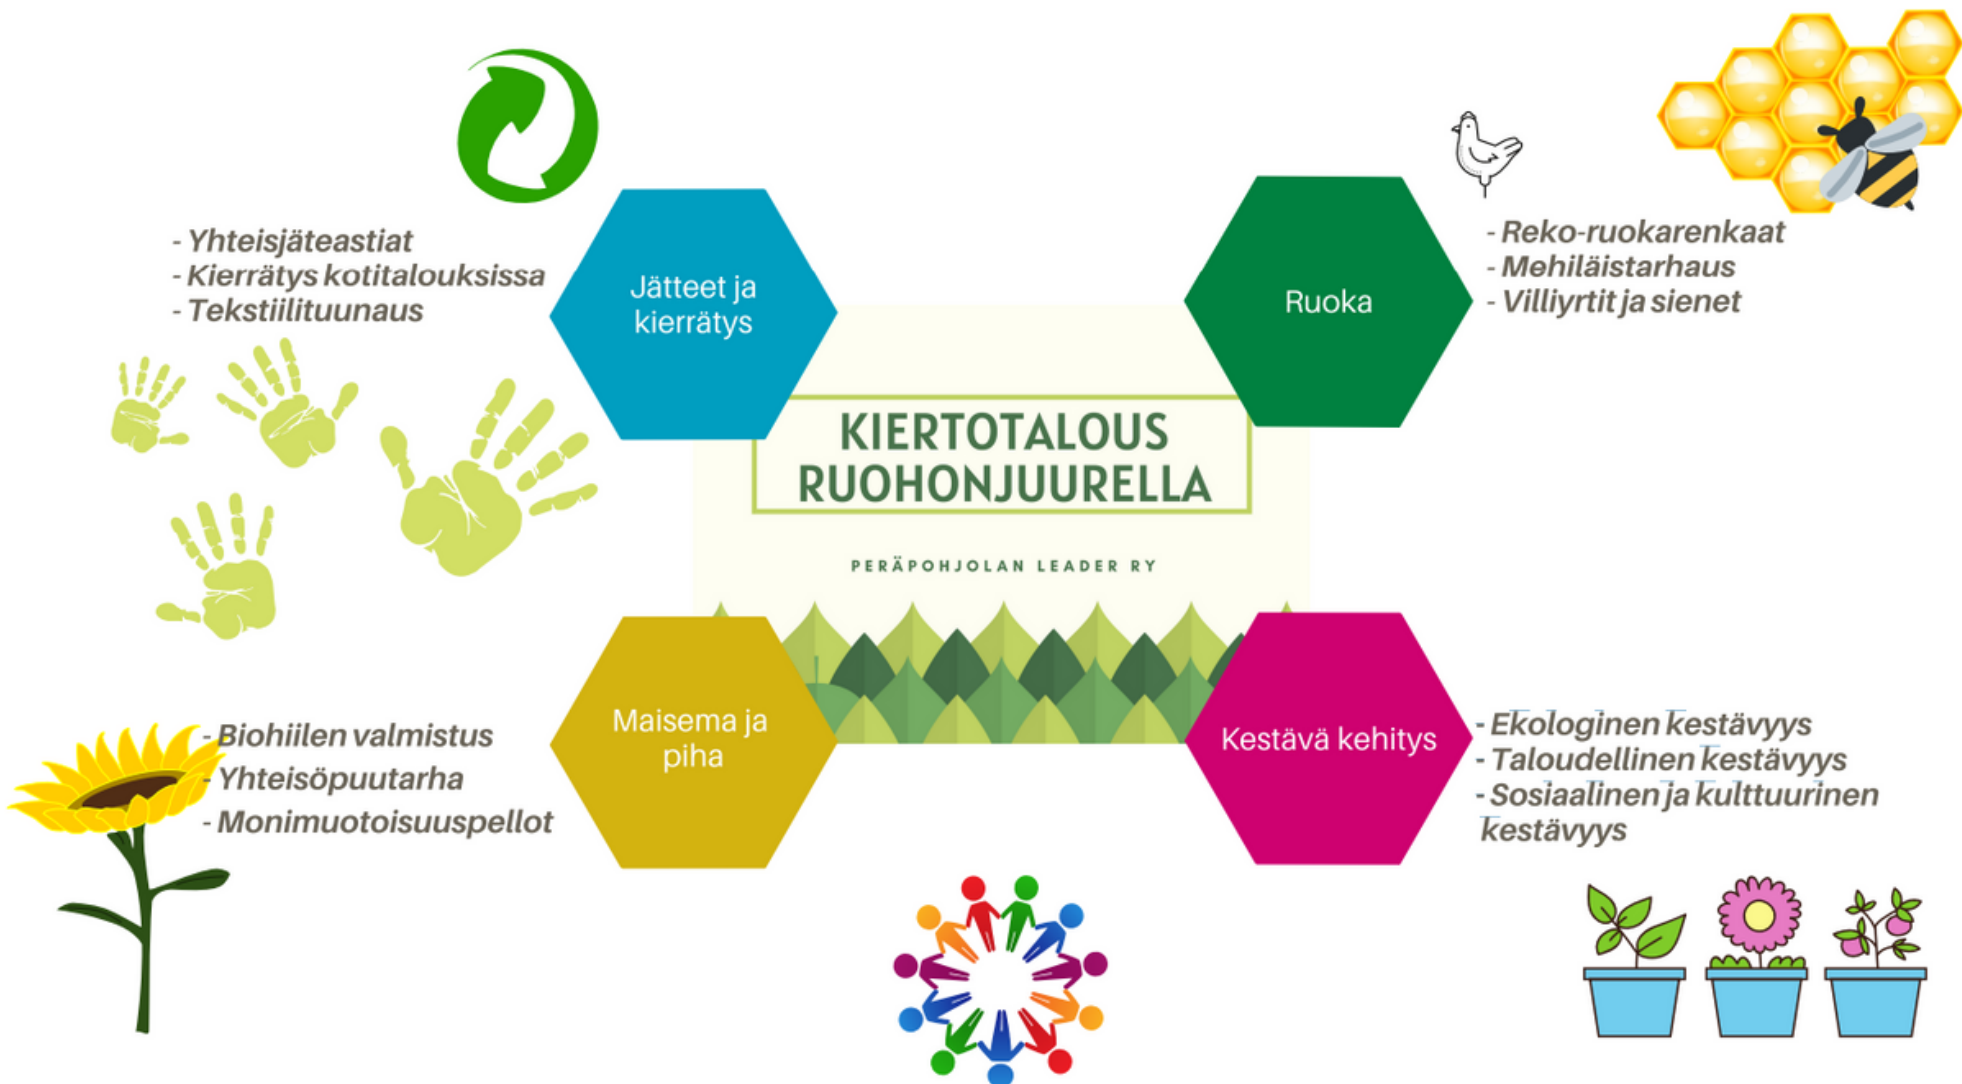 - Yhteisjäteastiat
- Kierrätys kotitalouksissa
- Tekstiilituunaus
Jätteet ja
kierrätys
Ruoka
- Reko-ruokarenkaat
- Mehiläistarhaus
- Villiyrtit ja sienet
KIERTOTALOUS
RUOHONJUURELLA
PERÄPOHJOLAN LEADER RY
- Biohiilen valmistus
- Yhteisöpuutarha
- Monimuotoisuuspellot
Maisema ja
piha
Kestävä kehitys
- Ekologinen kestävyys
- Taloudellinen kestävyys
- Sosiaalinen ja kulttuurinen
kestävyys